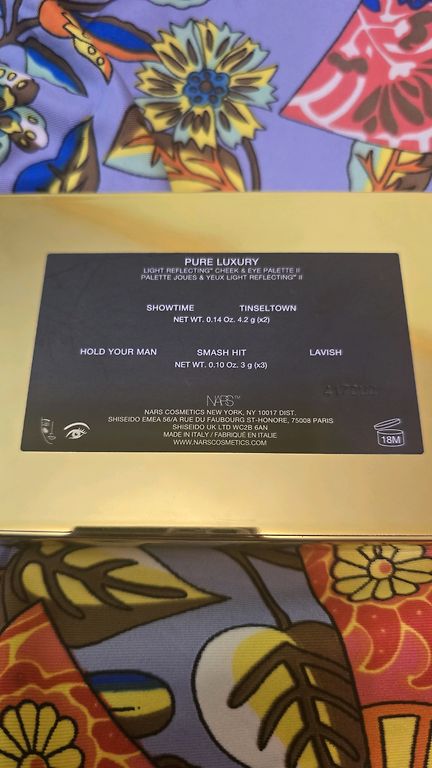 PURE LUXURY
LIGHT REFLECTING™ CHEEK & EYE PALETTE II
PALETTE JOUES & YEUX LIGHT REFLECTING™ II
SHOWTIME TINSELTOWN
NET WT. 0.14 Oz. 4.2 g (x2)
HOLD YOUR MAN SMASH HIT LAVISH
NET WT. 0.10 Oz. 3 g (x3)
NARS™
NARS COSMETICS NEW YORK, NY 10017 DIST.
SHISEIDO EMEA 56/A RUE DU FAUBOURG ST-HONORE, 75008 PARIS
SHISEIDO UK LTD WC2B 6AN
MADE IN ITALY / FABRIQUÉ EN ITALIE
WWW.NARSCOSMETICS.COM
18M